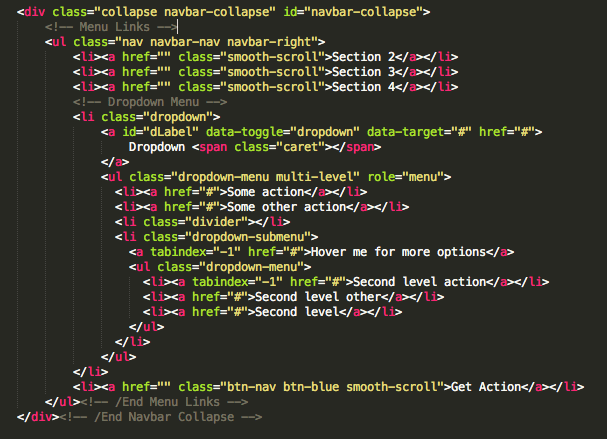 <div class="collapse navbar-collapse" id="navbar-collapse">
<!-- Menu Links -->
<ul class="nav navbar-nav navbar-right">
<li><a href="" class="smooth-scroll">Section 2</a></li>
<li><a href="" class="smooth-scroll">Section 3</a></li>
<li><a href="" class="smooth-scroll">Section 4</a></li>
<!-- Dropdown Menu -->
<li class="dropdown">
<a id="dLabel" data-toggle="dropdown" data-target="#" href="#">
Dropdown <span class="caret"></span>
</a>
<ul class="dropdown-menu multi-level" role="menu">
<li><a href="#">Some action</a></li>
<li><a href="#">Some other action</a></li>
<li class="divider"></li>
<li class="dropdown-submenu">
<a tabindex="-1" href="#">Hover me for more options</a>
<ul class="dropdown-menu">
<li><a tabindex="-1" href="#">Second level action</a></li>
<li><a href="#">Second level other</a></li>
<li><a href="#">Second level</a></li>
</ul>
</li>
</ul>
</li>
<li><a href="" class="btn-nav btn-blue smooth-scroll">Get Action</a></li>
</ul><!-- /End Menu Links -->
</div><!-- /End Navbar Collapse -->